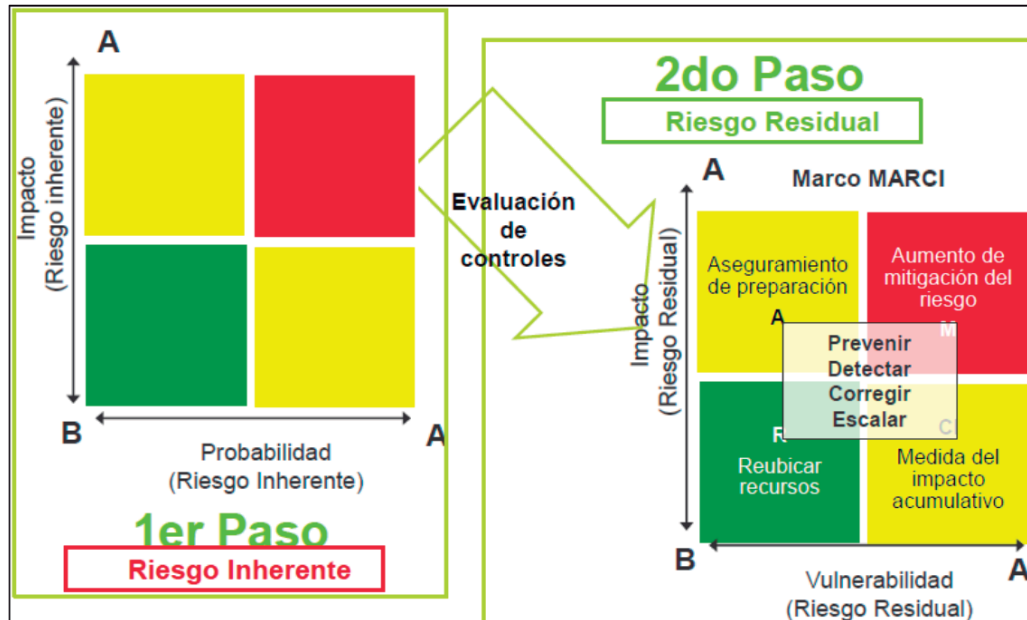 A
Impacto
(Riesgo inherente)
B
A
Probabilidad
(Riesgo Inherente)
1er Paso
Riesgo Inherente
Evaluación
de
controles
2do Paso
Riesgo Residual
Marco MARCI
A
Impacto
(Riesgo Residual)
Aseguramiento
de preparación
A
Aumento de
mitigación del
riesgo
M
Prevenir
Detectar
Corregir
Escalar
R
Reubicar
recursos
CI
Medida del
impacto
acumulativo
B
A
Vulnerabilidad
(Riesgo Residual)